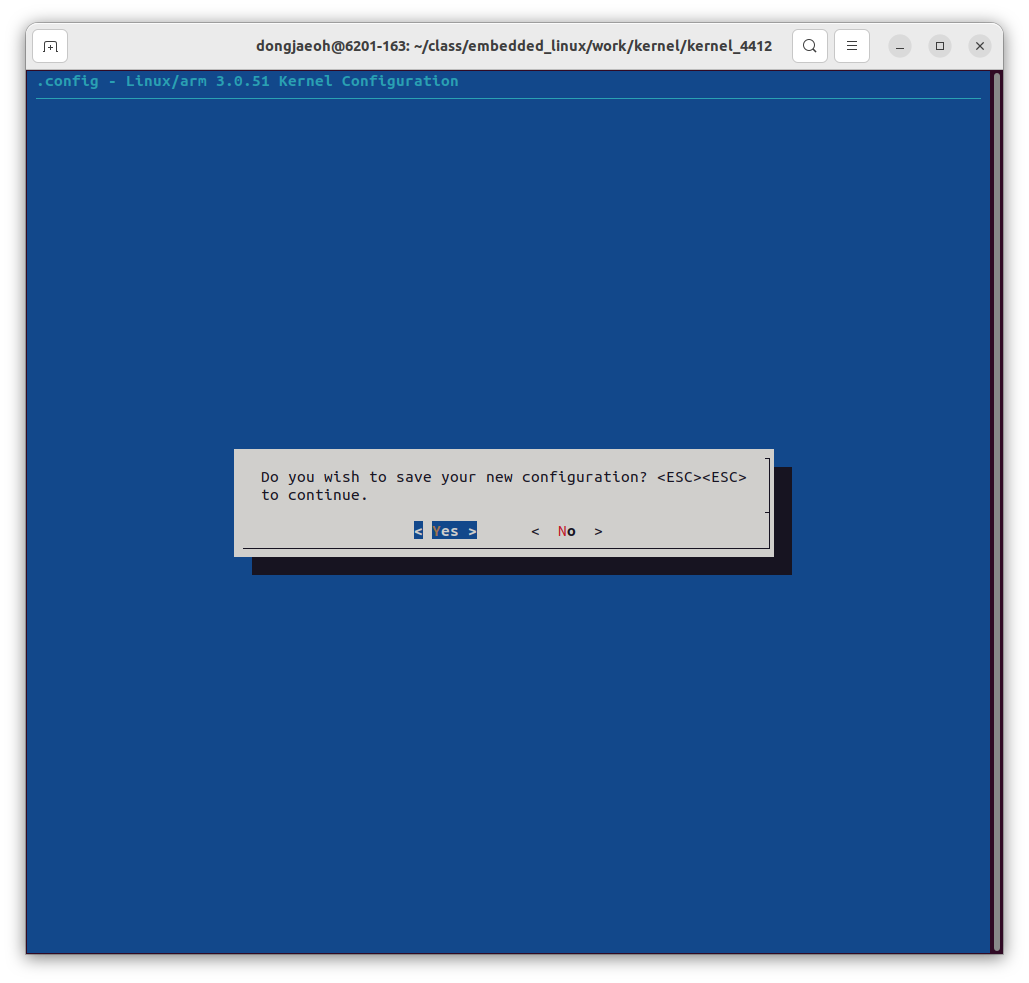 dongjaeoh@6201-163: ~/class/embedded_linux/work/kernel/kernel_4412
.config - Linux/arm 3.0.51 Kernel Configuration
Do you wish to save your new configuration? <ESC><ESC>
to continue.
< Yes > < No >